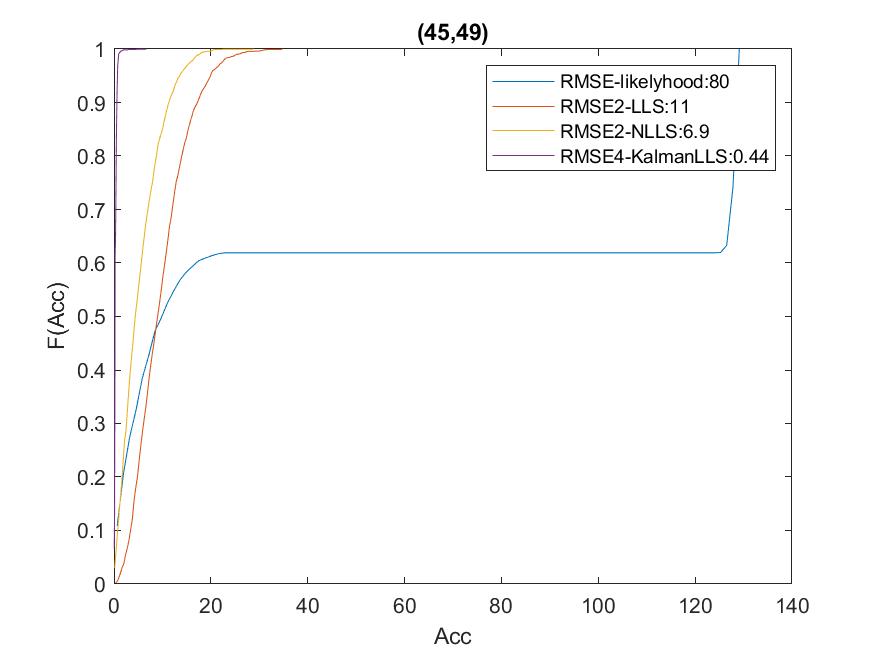 (45,49)
1
0.9
0.8
0.7
0.6
0.5
0.4
0.3
0.2
0.1
0
F(Acc)
RMSE-likelyhood:80
RMSE2-LLS:11
RMSE2-NLLS:6.9
RMSE4-KalmanLLS:0.44
0 20 40 60 80 100 120 140
Acc